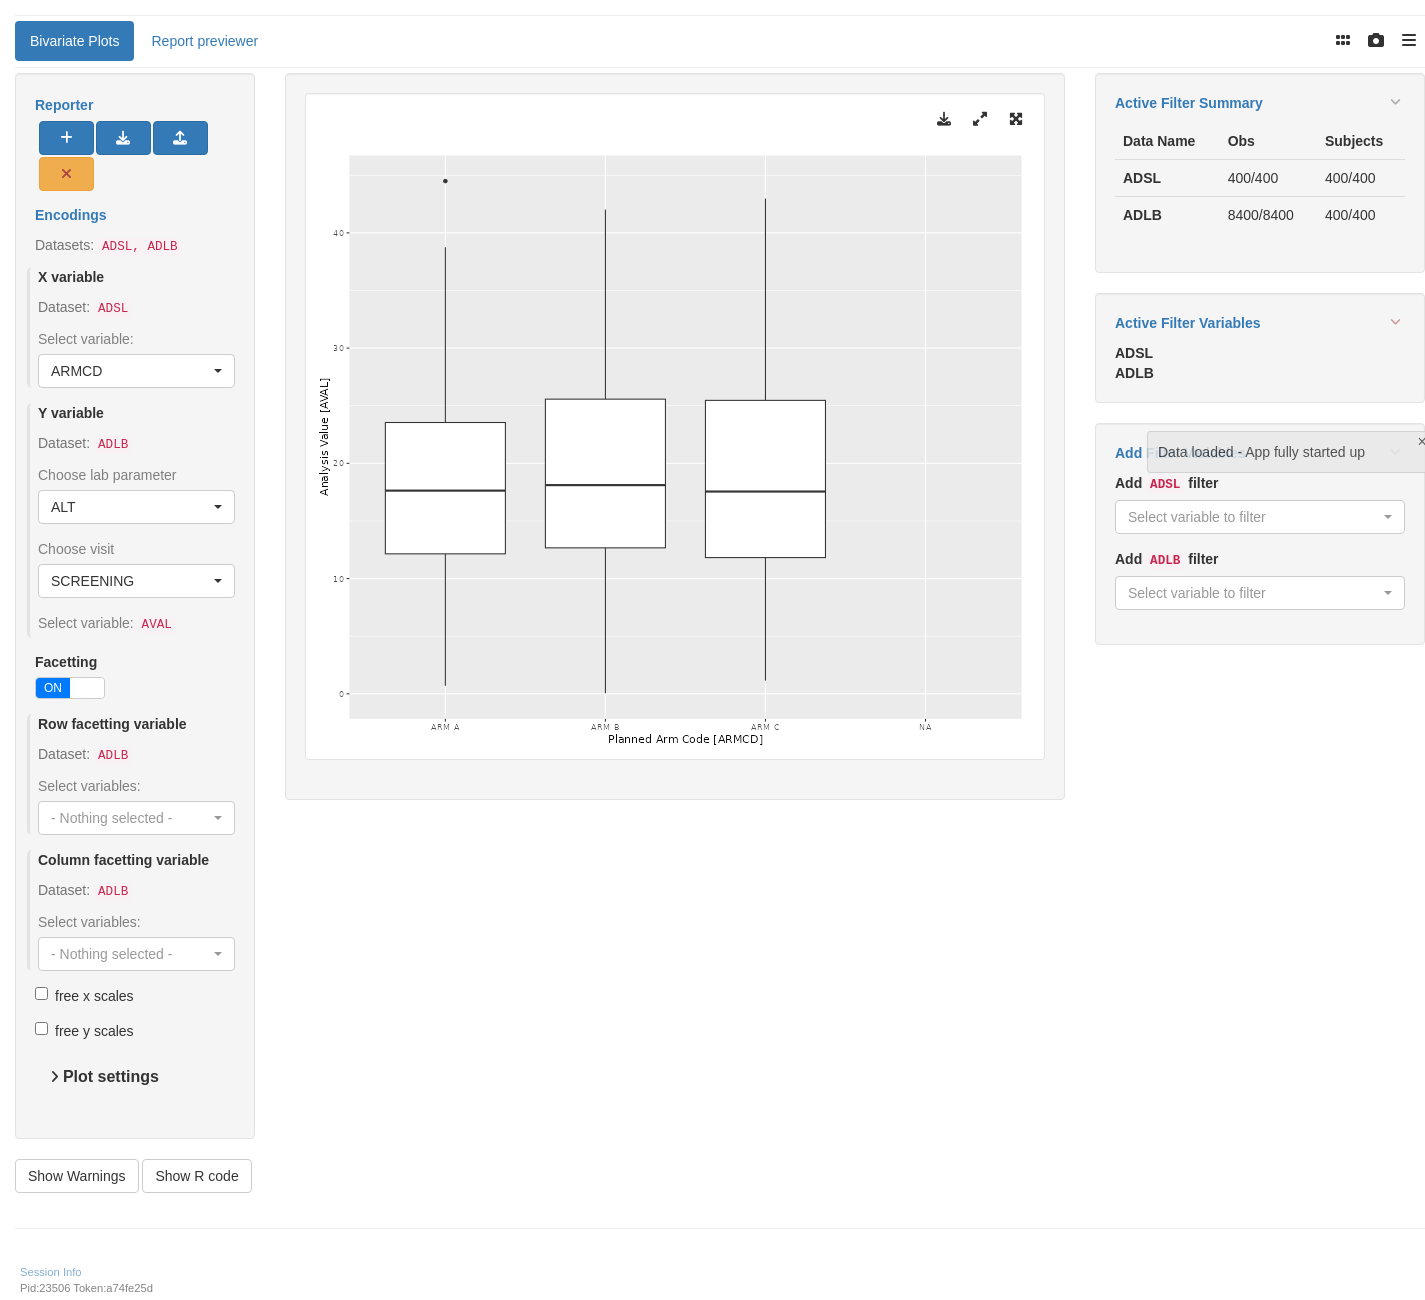 Bivariate Plots
Report previewer
Reporter
Encodings
Datasets: ADSL, ADLB
X variable
Dataset: ADSL
Select variable:
ARMCD
Y variable
Dataset: ADLB
Choose lab parameter
ALT
Choose visit
SCREENING
Select variable: AVAL
Facetting
ON
Row facetting variable
Dataset: ADLB
Select variables:
- Nothing selected -
Column facetting variable
Dataset: ADLB
Select variables:
- Nothing selected -
free x scales
free y scales
Plot settings
Show Warnings
Show R code
40
30
20
10
0
Analysis Value [AVAL]
ARM A
ARM B
ARM C
NA
Planned Arm Code [ARMCD]
Active Filter Summary
Data Name Obs Subjects
ADSL 400/400 400/400
ADLB 8400/8400 400/400
Active Filter Variables
ADSL
ADLB
Add
Data loaded - App fully started up
×
Add ADSL filter
Select variable to filter
Add ADLB filter
Select variable to filter
Session Info
Pid:23506 Token:a74fe25d